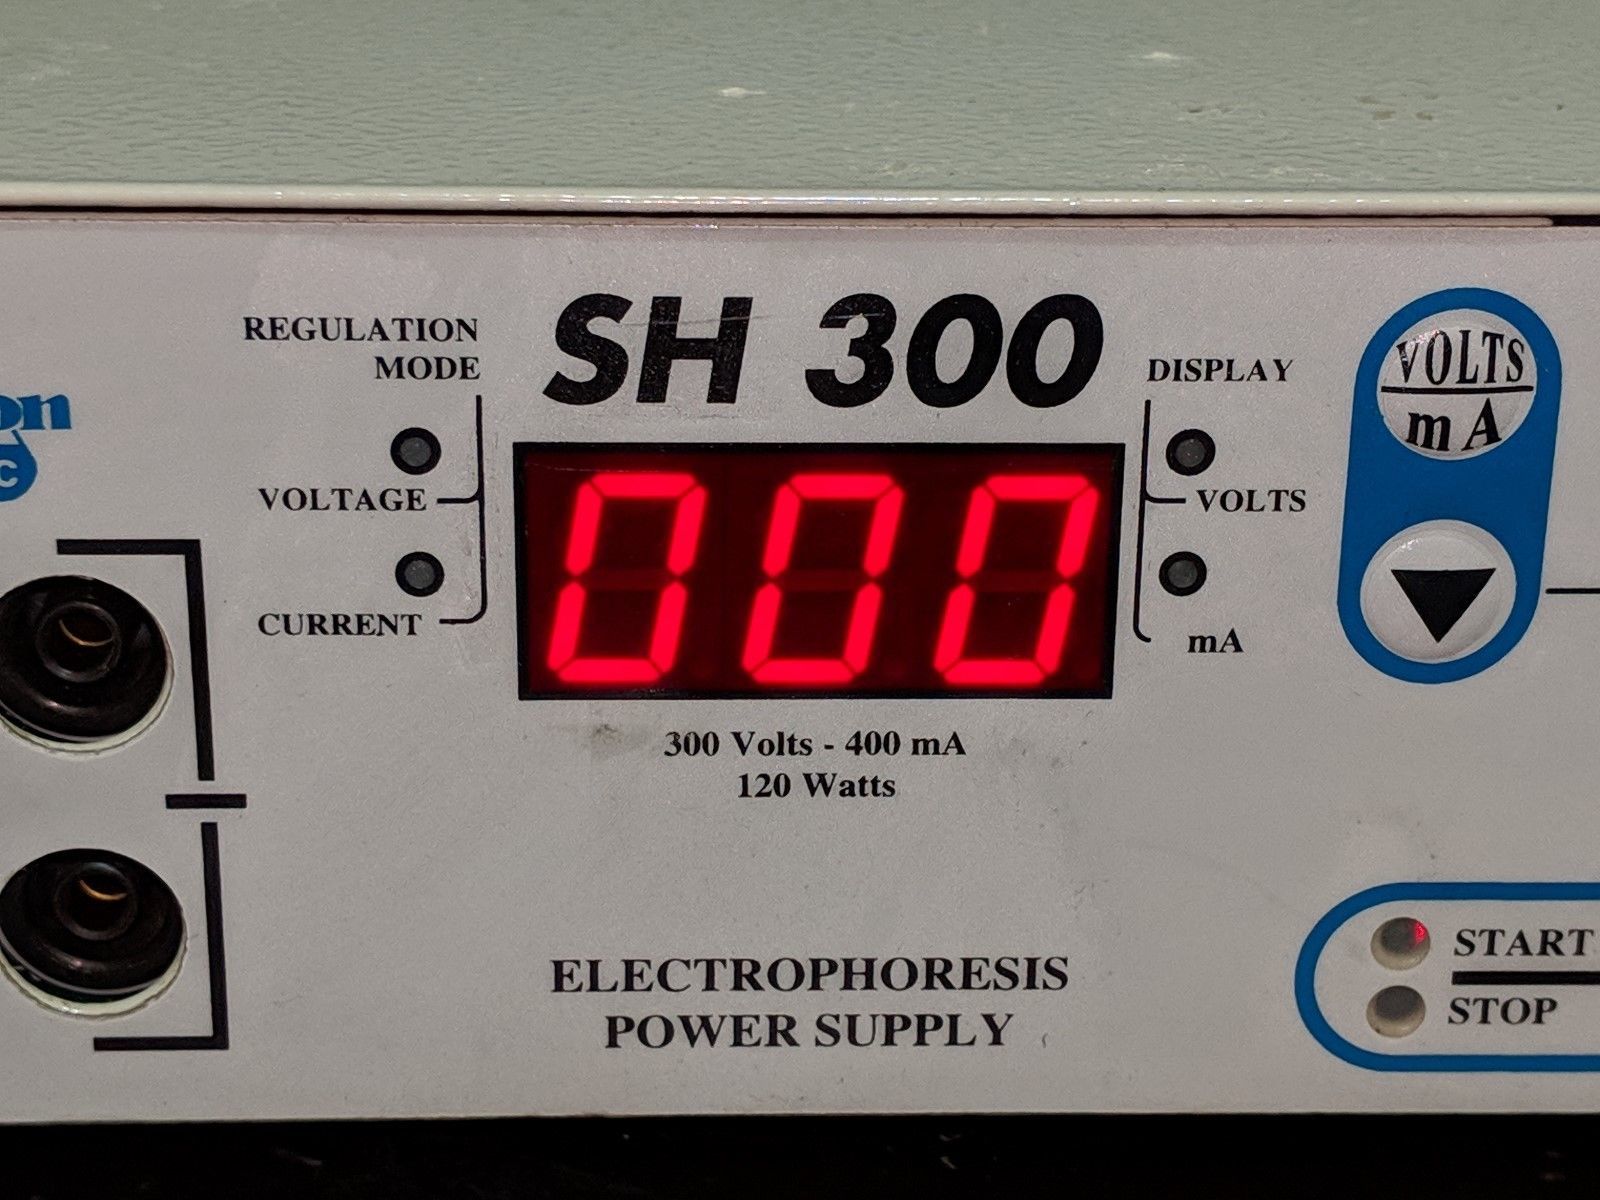 SH 300
REGULATION
MODE
DISPLAY
VOLTS
mA
on
c
VOLTAGE
VOLTS
000
CURRENT
mA
300 Volts - 400 mA
120 Watts
START
STOP
ELECTROPHORESIS
POWER SUPPLY